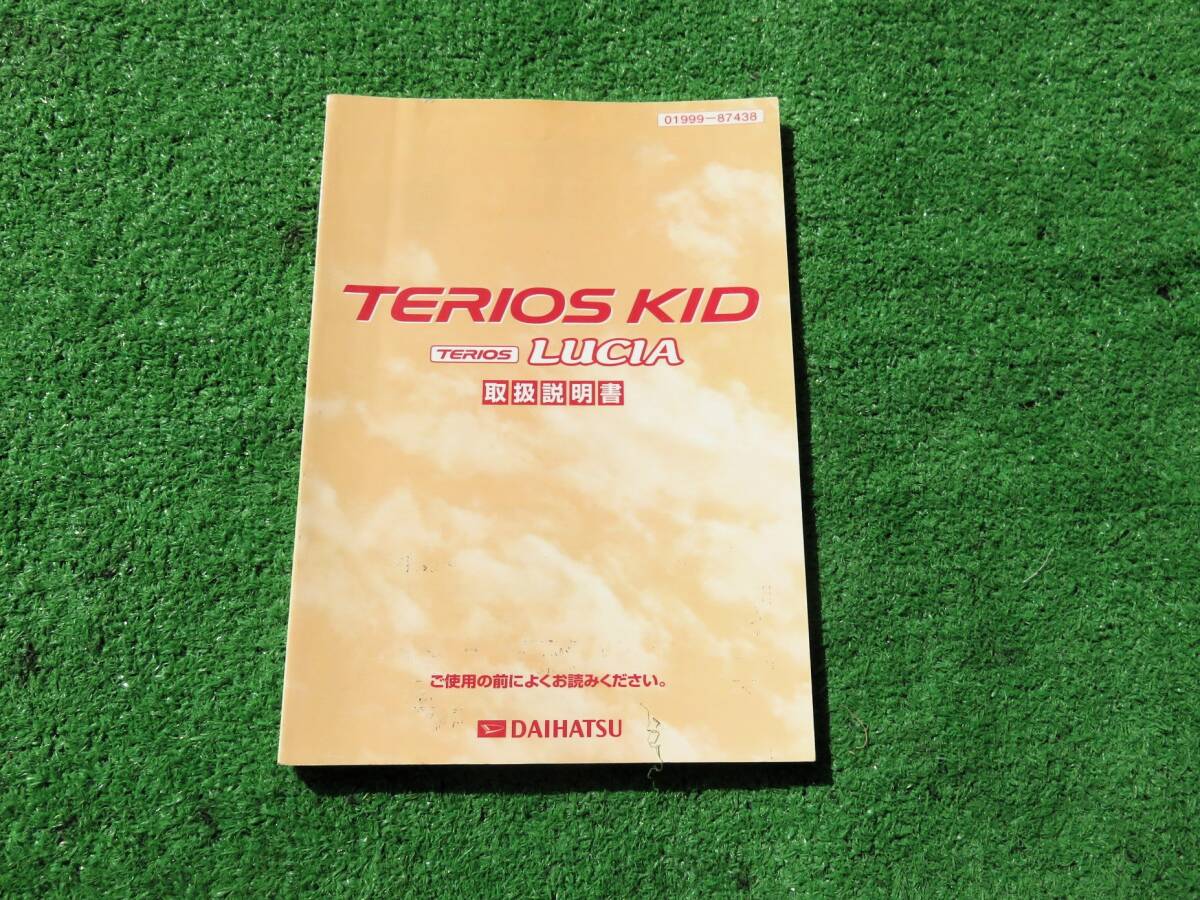 01999-87438
TERIOS KID
TERIOS LUCIA
取扱説明書
ご使用の前によくお読みください。
DAIHATSU